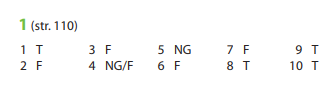 1 (str. 110)
1 T 3 F 5 NG 7 F 9 T
2 F 4 NG/F 6 F 8 T 10 T